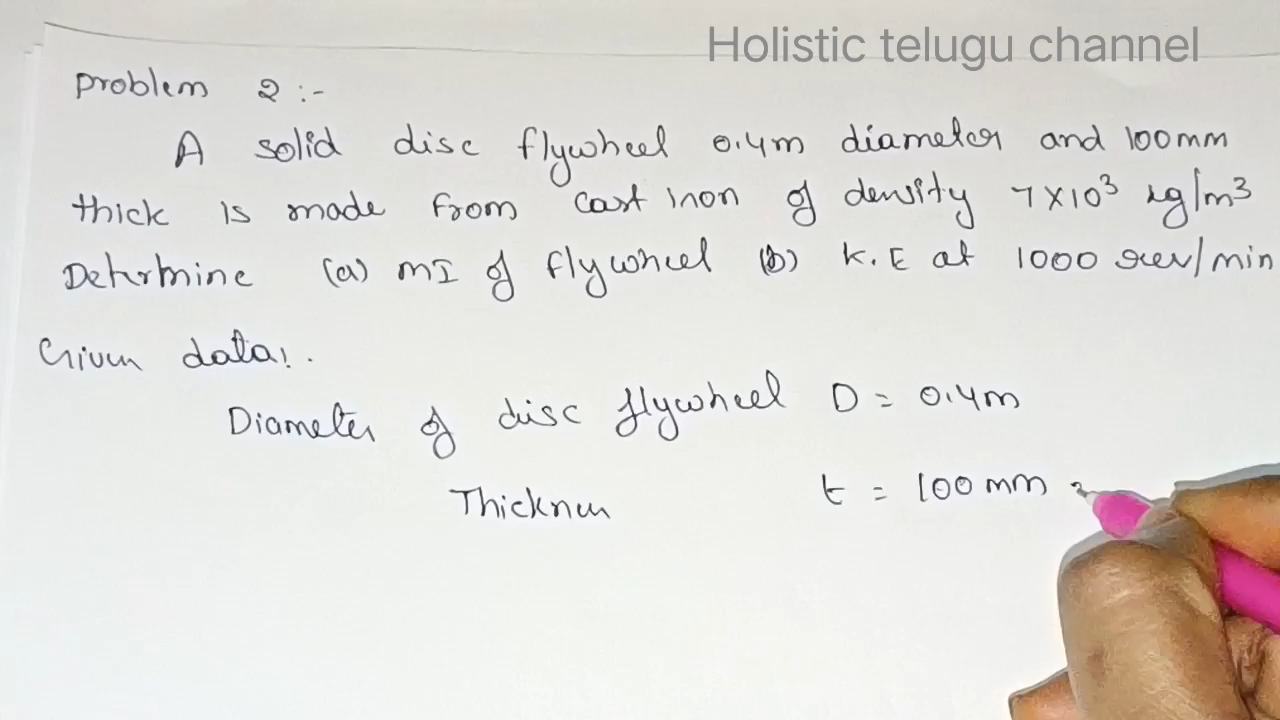 Holistic telugu channel
Problem 2:-
A solid disc flywheel 0.4m diameter and 100mm
thick is made from cast iron of density 7x10³ kg/m³
Determine (a) MI of flywheel (b) K.E at 1000 rev/min
Given data:.
Diameter of disc flywheel D = 0.4m
Thickness t = 100 mm